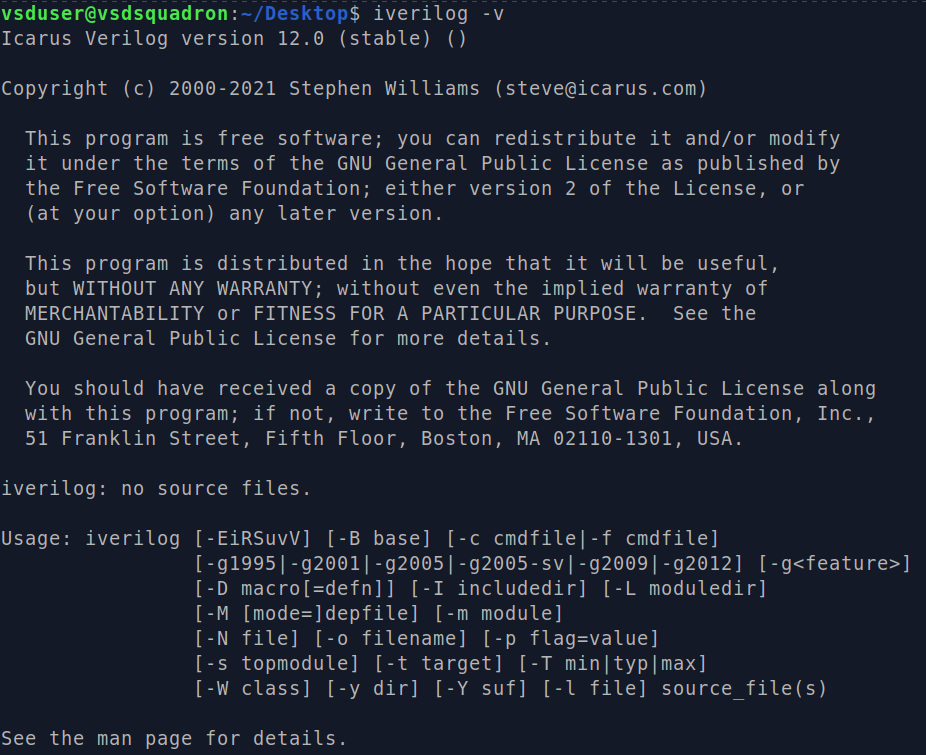 vsduser@vsdsquadron:~/Desktop$ iverilog -v
Icarus Verilog version 12.0 (stable) ()

Copyright (c) 2000-2021 Stephen Williams (steve@icarus.com)

  This program is free software; you can redistribute it and/or modify
  it under the terms of the GNU General Public License as published by
  the Free Software Foundation; either version 2 of the License, or
  (at your option) any later version.

  This program is distributed in the hope that it will be useful,
  but WITHOUT ANY WARRANTY; without even the implied warranty of
  MERCHANTABILITY or FITNESS FOR A PARTICULAR PURPOSE.  See the
  GNU General Public License for more details.

  You should have received a copy of the GNU General Public License along
  with this program; if not, write to the Free Software Foundation, Inc.,
  51 Franklin Street, Fifth Floor, Boston, MA 02110-1301, USA.

iverilog: no source files.

Usage: iverilog [-EiRSuvV] [-B base] [-c cmdfile|-f cmdfile]
                [-g1995|-g2001|-g2005|-g2005-sv|-g2009|-g2012] [-g<feature>]
                [-D macro[=defn]] [-I includedir] [-L moduledir]
                [-M [mode=]depfile] [-m module]
                [-N file] [-o filename] [-p flag=value]
                [-s topmodule] [-t target] [-T min|typ|max]
                [-W class] [-y dir] [-Y suf] [-l file] source_file(s)

See the man page for details.